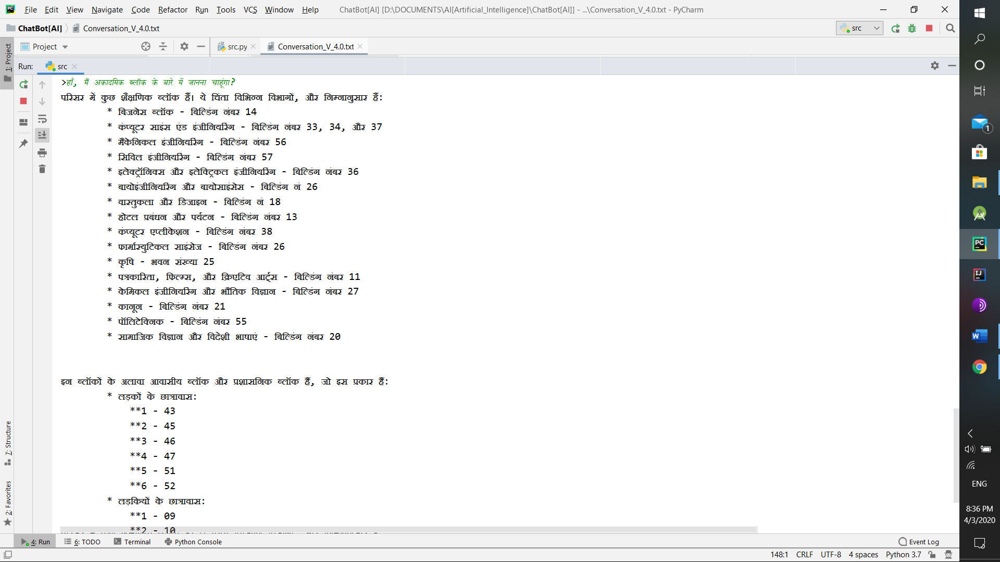 File Edit View Navigate Code Refactor Run Tools VCS Window Help ChatBot[AI] [D:\DOCUMENTS\AI[Artificial_Intelligence]\ChatBot[AI]] - ...\Conversation_V_4.0.txt - PyCharm
ChatBot[AI] Conversation_V_4.0.txt src
Project src.py Conversation_V_4.0.txt
Run: src
1: Project
>हाँ, मैं अकादमिक ब्लॉक के बारे में जानना चाहूंगा?
परिसर में कुछ शैक्षणिक ब्लॉक हैं। ये चिंता विभिन्न विभागों, और निम्नानुसार हैं:
* बिजनेस ब्लॉक - बिल्डिंग नंबर 14
* कंप्यूटर साइंस एंड इंजीनियरिंग - बिल्डिंग नंबर 33, 34, और 37
* मैकेनिकल इंजीनियरिंग - बिल्डिंग नंबर 56
* सिविल इंजीनियरिंग - बिल्डिंग नंबर 57
* इलेक्ट्रॉनिक्स और इलेक्ट्रिकल इंजीनियरिंग - बिल्डिंग नंबर 36
* बायोइंजीनियरिंग और बायोसाइंसेस - बिल्डिंग नं 26
* वास्तुकला और डिजाइन - बिल्डिंग नं 18
* होटल प्रबंधन और पर्यटन - बिल्डिंग नंबर 13
* कंप्यूटर एप्लीकेशन - बिल्डिंग नंबर 38
* फार्मास्युटिकल साइंसेज - बिल्डिंग नंबर 26
* कृषि - भवन संख्या 25
* पत्रकारिता, फिल्म्स, और क्रिएटिव आर्ट्स - बिल्डिंग नंबर 11
* केमिकल इंजीनियरिंग और भौतिक विज्ञान - बिल्डिंग नंबर 27
* कानून - बिल्डिंग नंबर 21
* पॉलिटेक्निक - बिल्डिंग नंबर 55
* सामाजिक विज्ञान और विदेशी भाषाएं - बिल्डिंग नंबर 20
इन ब्लॉकों के अलावा आवासीय ब्लॉक और प्रशासनिक ब्लॉक हैं, जो इस प्रकार हैं:
* लड़कों के छात्रावास:
**1 - 43
**2 - 45
**3 - 46
**4 - 47
**5 - 51
**6 - 52
* लड़कियों के छात्रावास:
**1 - 09
**2 - 10
7: Structure
2: Favorites
4: Run 6: TODO Terminal Python Console Event Log
148:1 CRLF UTF-8 4 spaces Python 3.7
PC
IJ
W
1
ENG
8:36 PM
4/3/2020